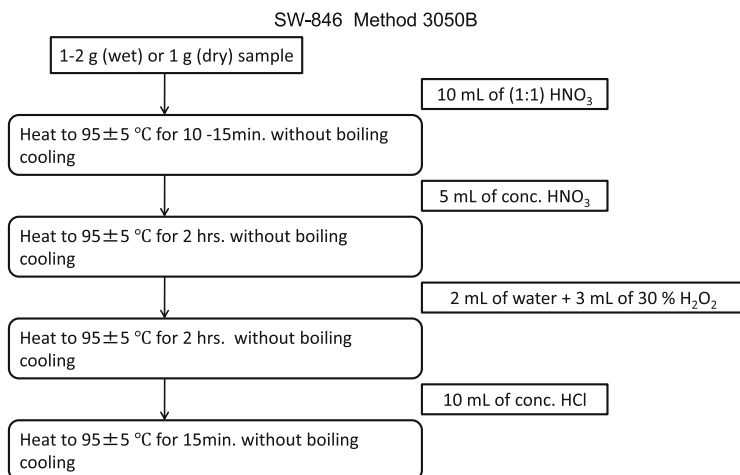 SW-846 Method 3050B
1-2 g (wet) or 1 g (dry) sample
10 mL of (1:1) HNO₃
Heat to 95±5 ℃ for 10 -15min. without boiling
cooling
5 mL of conc. HNO₃
Heat to 95±5 ℃ for 2 hrs. without boiling
cooling
2 mL of water + 3 mL of 30 % H₂O₂
Heat to 95±5 ℃ for 2 hrs. without boiling
cooling
10 mL of conc. HCl
Heat to 95±5 ℃ for 15min. without boiling
cooling